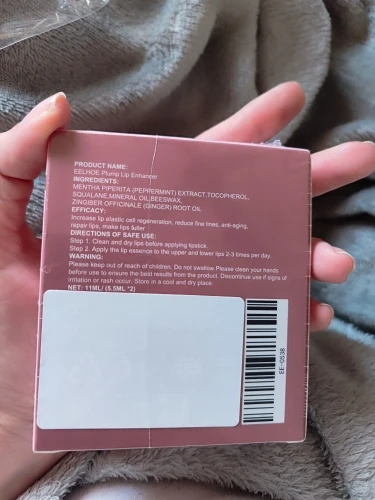 PRODUCT NAME:
EELHOE Plump Lip Enhancer
INGREDIENTS:
MENTHA PIPERITA (PEPPERMINT) EXTRACT,TOCOPHEROL,
SQUALANE,MINERAL OIL,BEESWAX,
ZINGIBER OFFICINALE (GINGER) ROOT OIL
EFFICACY:
Increase lip elastic cell regeneration, reduce fine lines, anti-aging,
repair lips, make lips fuller
DIRECTIONS OF SAFE USE:
Step 1. Clean and dry lips before applying lipstick.
Step 2. Apply the lip essence to the upper and lower lips 2-3 times per day.
WARNING:
Please keep out of reach of children. Do not swallow Please clean your hands
before use to ensure the best results from the product. Discontinue use if signs of
irritation or rash occur. Store in a cool and dry place.
NET: 11ML/ (5.5ML *2)
EE-0538